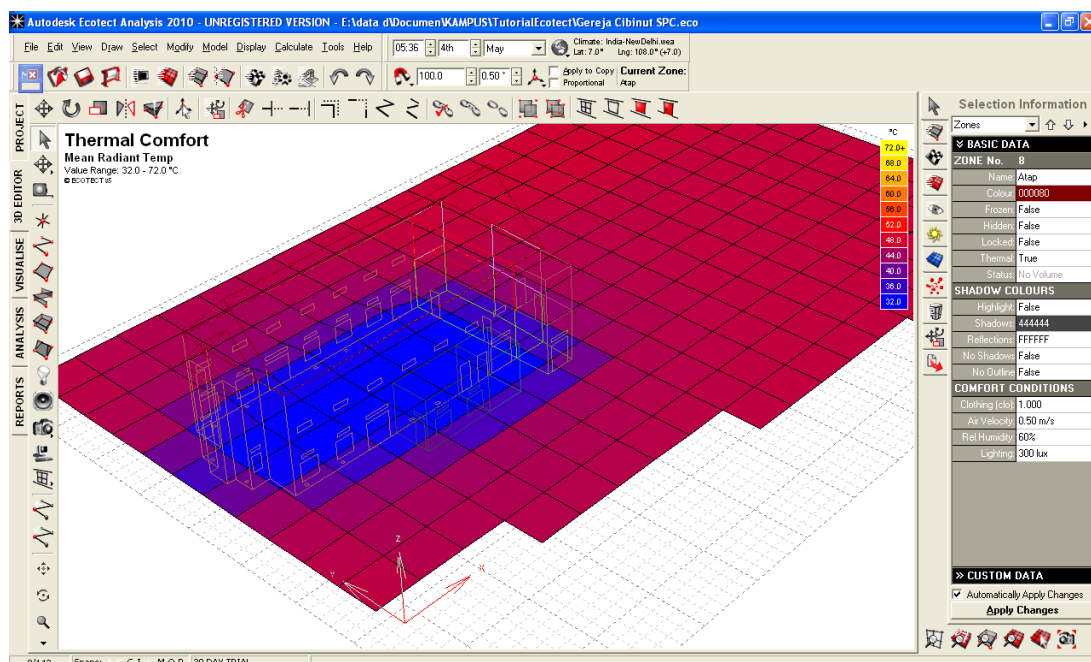 Autodesk Ecotect Analysis 2010 - UNREGISTERED VERSION - E:\data d\Documen\KAMPUS\TutorialEcotect\Gereja Cibinut SPC.eco
File Edit View Draw Select Modify Model Display Calculate Tools Help
05:36 4th May
Climate: India-NewDelhi.wea
Lat: 7.0° Lng: 108.0° (+7.0)
100.0 0.50°
Apply to Copy
Proportional
Current Zone:
Atap
PROJECT
3D EDITOR
VISUALISE
ANALYSIS
REPORTS
Thermal Comfort
Mean Radiant Temp
Value Range: 32.0 - 72.0 °C
© ECOTECT v5
°C
72.0+
68.0
64.0
60.0
56.0
52.0
48.0
44.0
40.0
36.0
32.0
Z
Y
X
Selection Information
Zones
BASIC DATA
ZONE No. 8
Name: Atap
Colour: 000080
Frozen: False
Hidden: False
Locked: False
Thermal: True
Status: No Volume
SHADOW COLOURS
Highlight: False
Shadows: 444444
Reflections: FFFFFF
No Shadows False
No Outline False
COMFORT CONDITIONS
Clothing (clo): 1.000
Air Velocity: 0.50 m/s
Rel.Humidity: 60%
Lighting: 300 lux
CUSTOM DATA
Automatically Apply Changes
Apply Changes